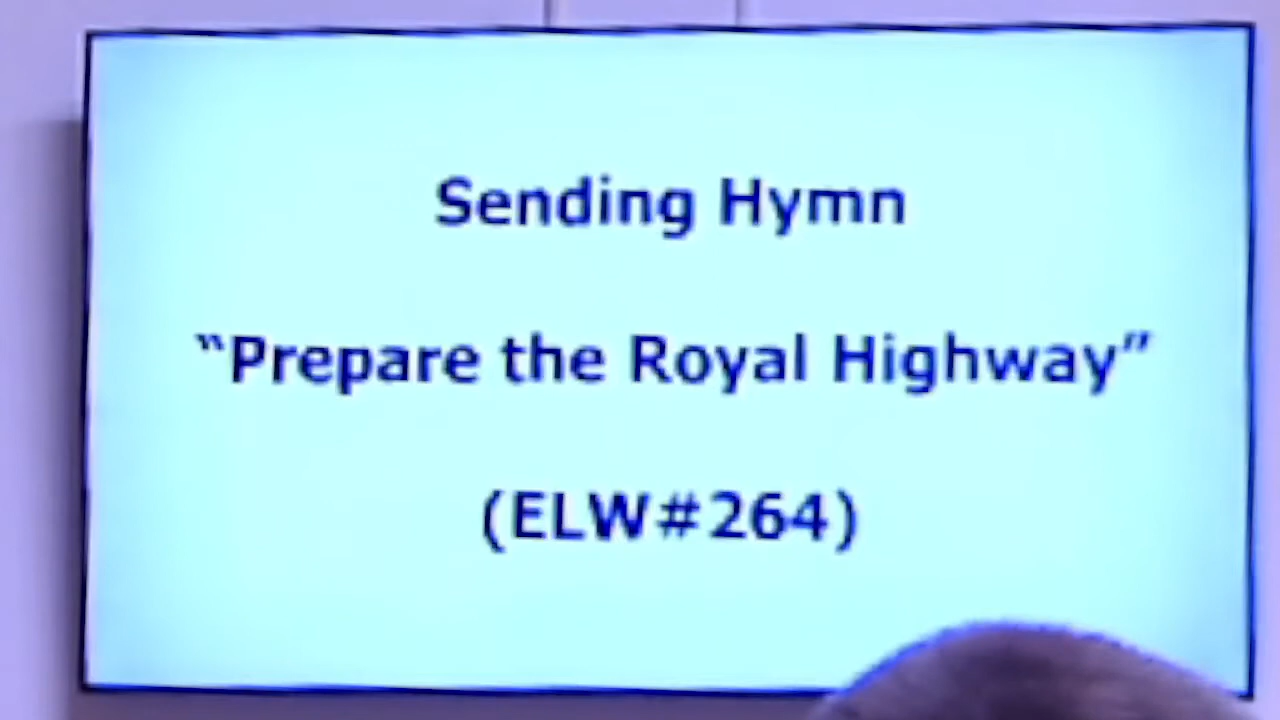 Sending Hymn
“Prepare the Royal Highway”
(ELW#264)